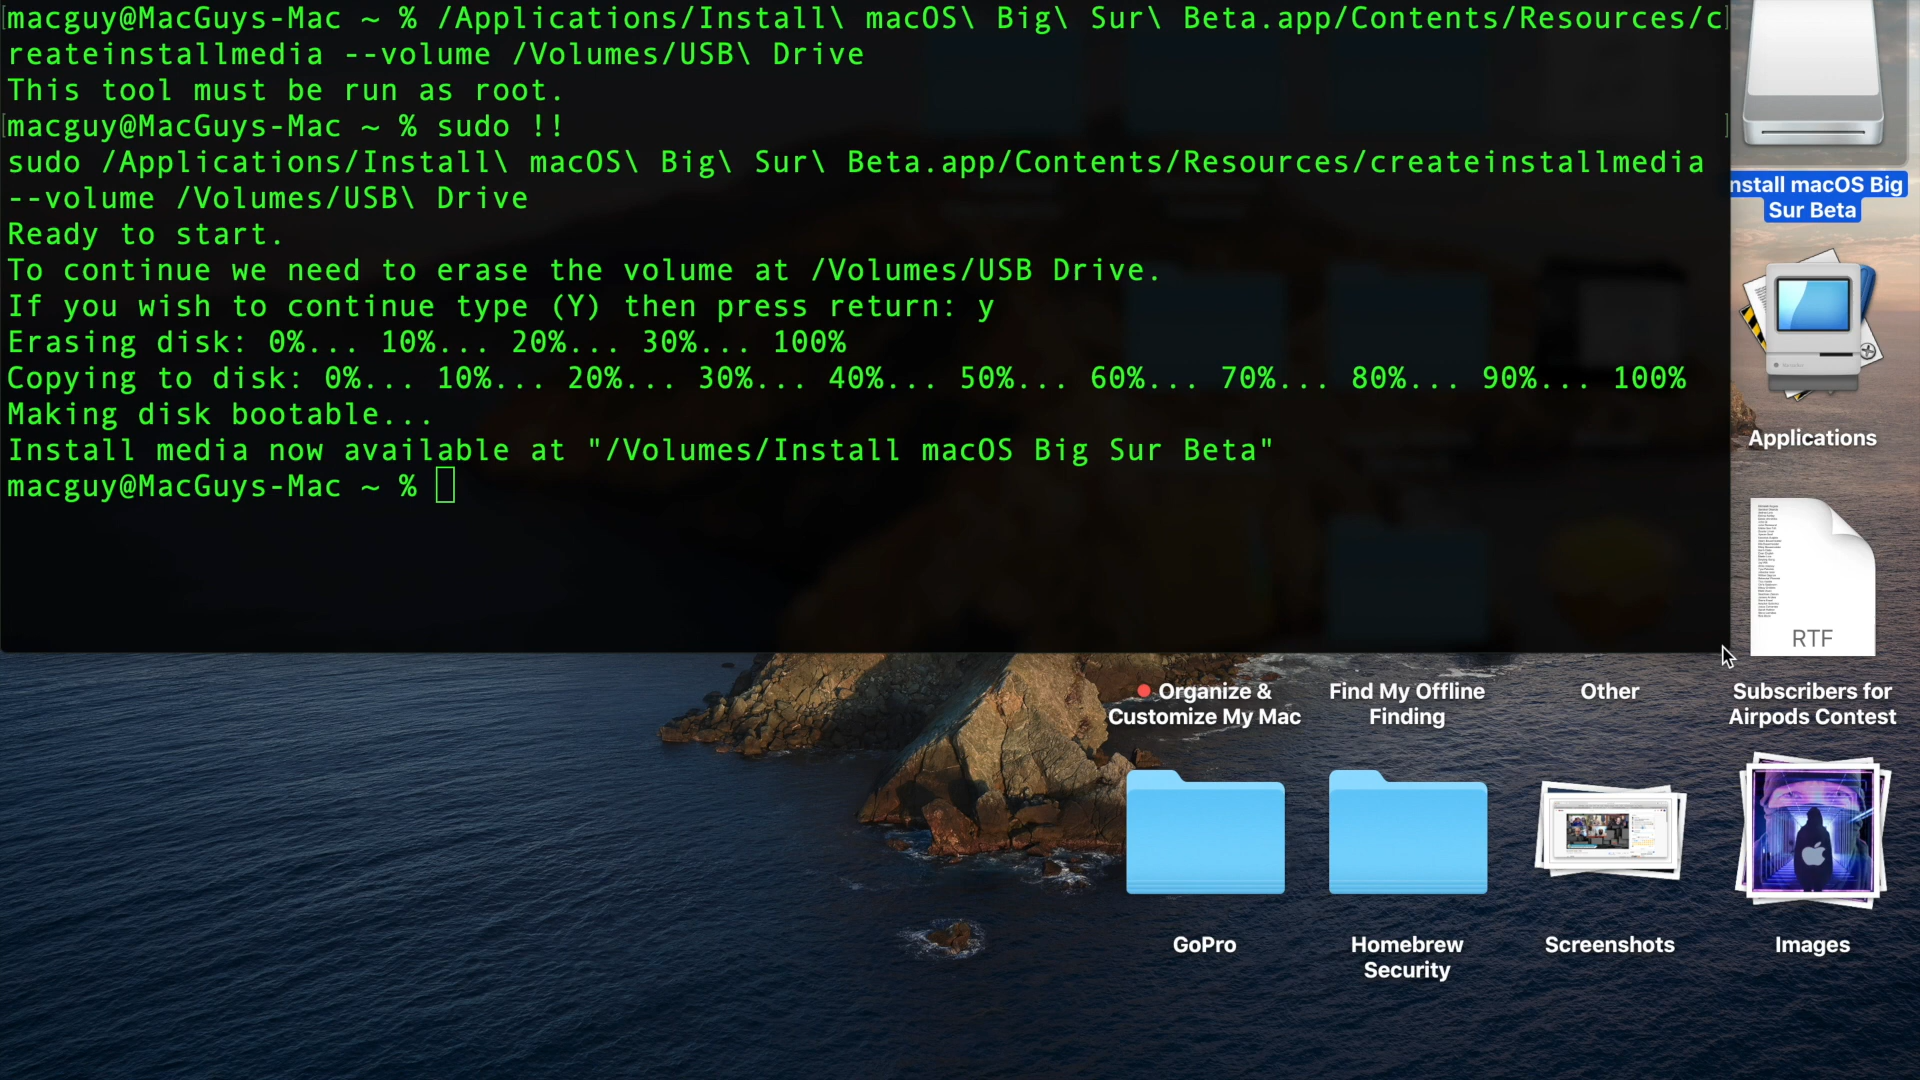 macguy@MacGuys-Mac ~ % /Applications/Install\ macOS\ Big\ Sur\ Beta.app/Contents/Resources/c
reateinstallmedia --volume /Volumes/USB\ Drive
This tool must be run as root.
macguy@MacGuys-Mac ~ % sudo !!
sudo /Applications/Install\ macOS\ Big\ Sur\ Beta.app/Contents/Resources/createinstallmedia
--volume /Volumes/USB\ Drive
Ready to start.
To continue we need to erase the volume at /Volumes/USB Drive.
If you wish to continue type (Y) then press return: y
Erasing disk: 0%... 10%... 20%... 30%... 100%
Copying to disk: 0%... 10%... 20%... 30%... 40%... 50%... 60%... 70%... 80%... 90%... 100%
Making disk bootable...
Install media now available at "/Volumes/Install macOS Big Sur Beta"
macguy@MacGuys-Mac ~ %
nstall macOS Big
Sur Beta
Applications
RTF
Organize &
Customize My Mac
Find My Offline
Finding
Other
Subscribers for
Airpods Contest
GoPro
Homebrew
Security
Screenshots
Images